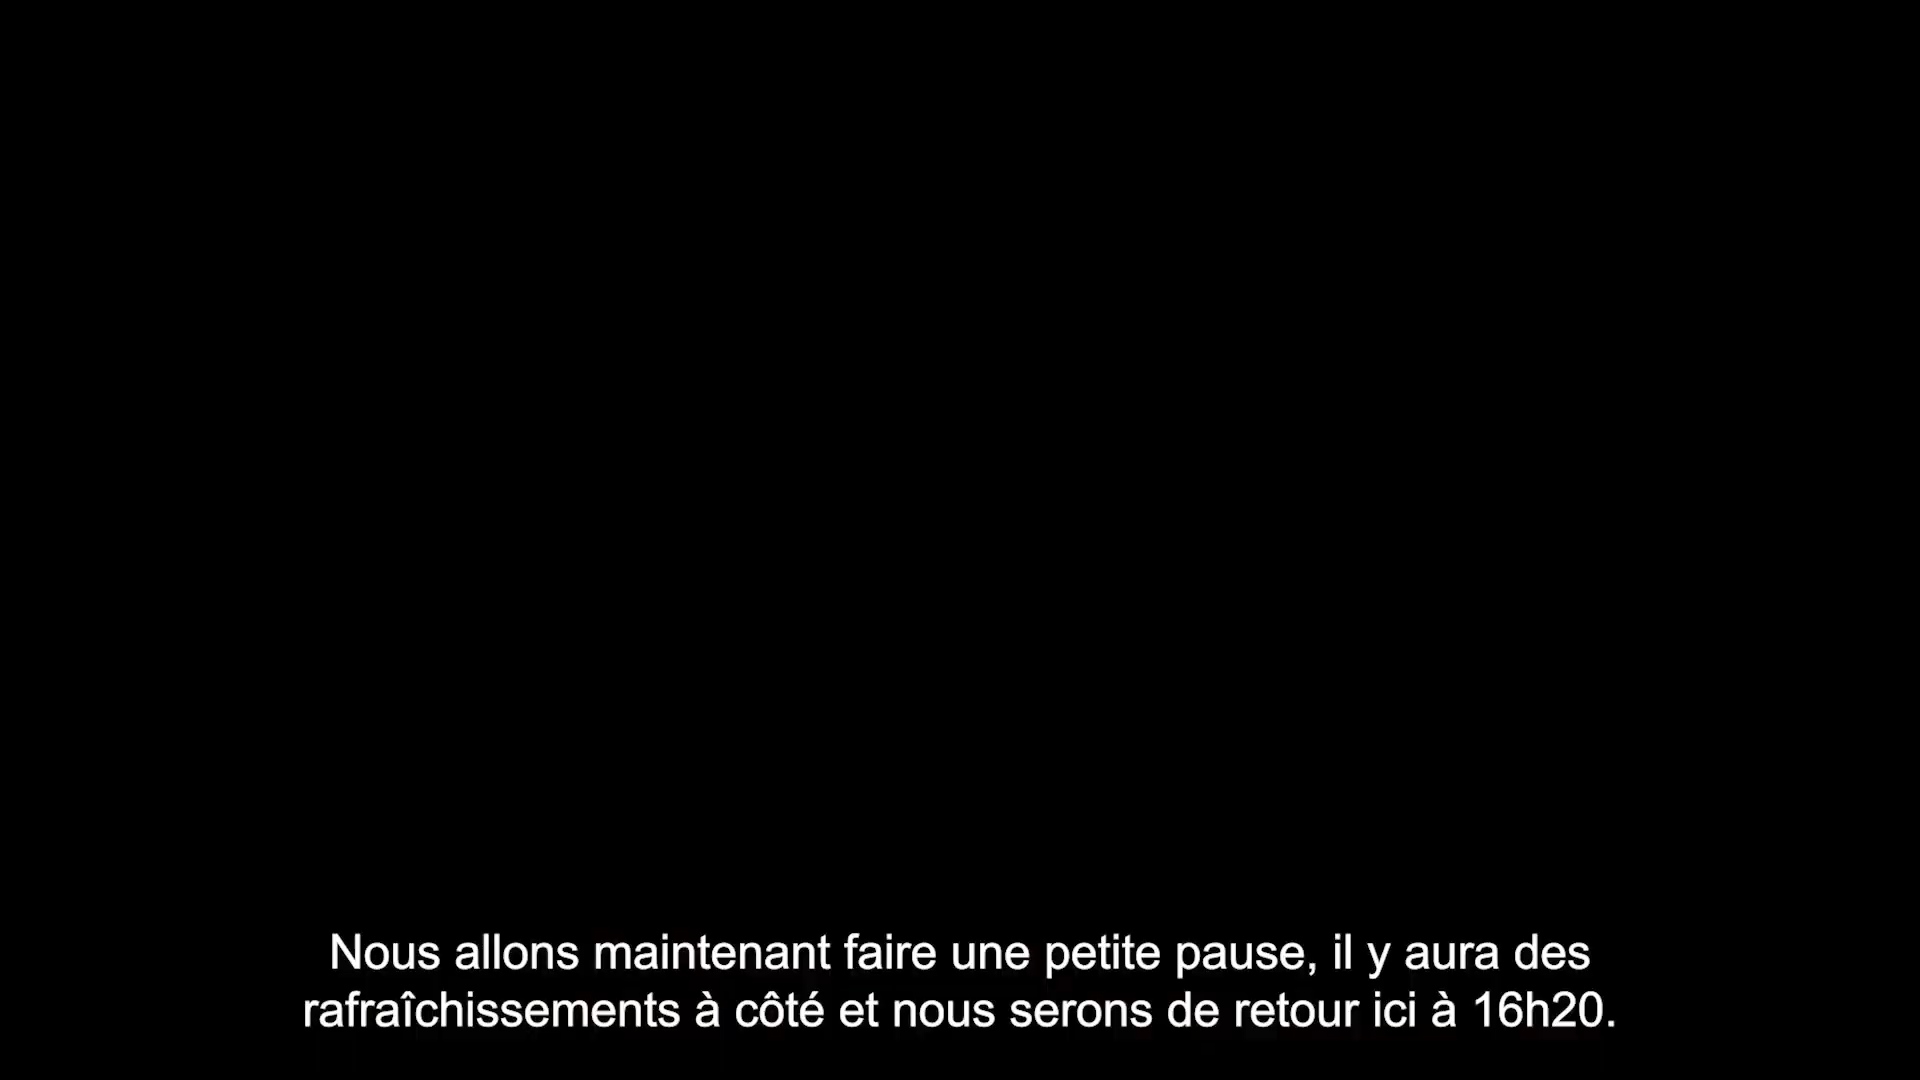 Nous allons maintenant faire une petite pause, il y aura des
rafraîchissements à côté et nous serons de retour ici à 16h20.